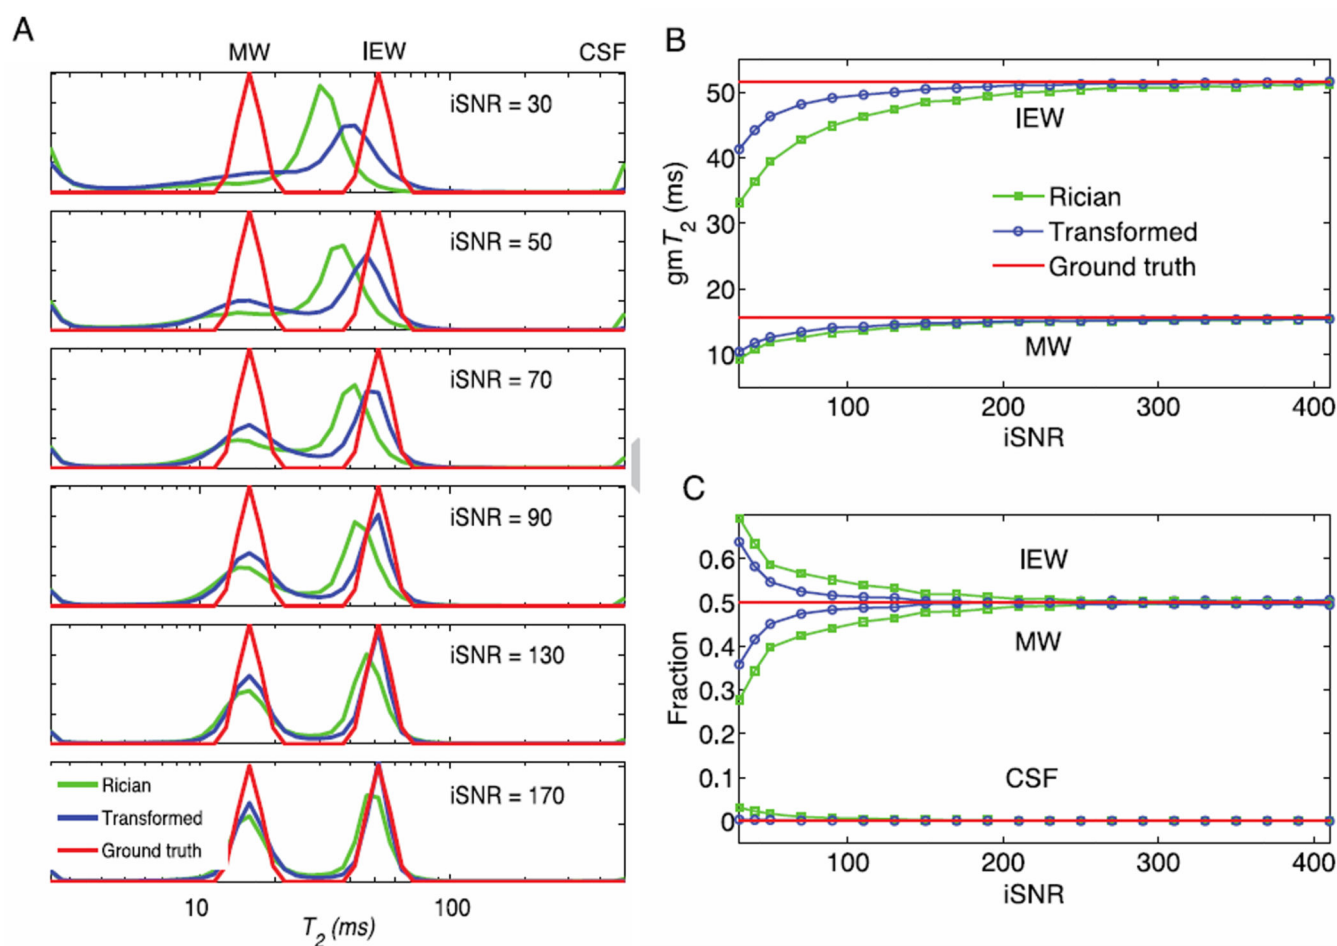 A
MW IEW CSF
iSNR = 30
iSNR = 50
iSNR = 70
iSNR = 90
iSNR = 130
iSNR = 170
Rician
Transformed
Ground truth
10 100
T2 (ms)
B
50
40
30
20
10
gmT2 (ms)
IEW
Rician
Transformed
Ground truth
MW
100 200 300 400
iSNR
C
0.6
0.5
0.4
0.3
0.2
0.1
0
Fraction
IEW
MW
CSF
100 200 300 400
iSNR